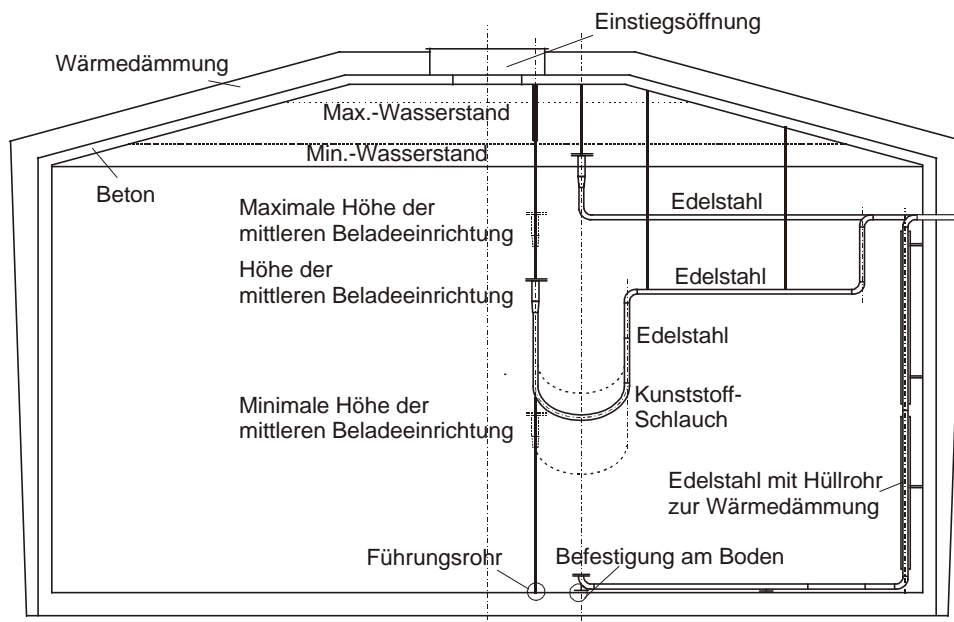 Einstiegsöffnung
Wärmedämmung
Max.-Wasserstand
Min.-Wasserstand
Beton
Edelstahl
Maximale Höhe der
mittleren Beladeeinrichtung
Höhe der
mittleren Beladeeinrichtung
Edelstahl
Edelstahl
Minimale Höhe der
mittleren Beladeeinrichtung
Kunststoff-
Schlauch
Edelstahl mit Hüllrohr
zur Wärmedämmung
Führungsrohr
Befestigung am Boden